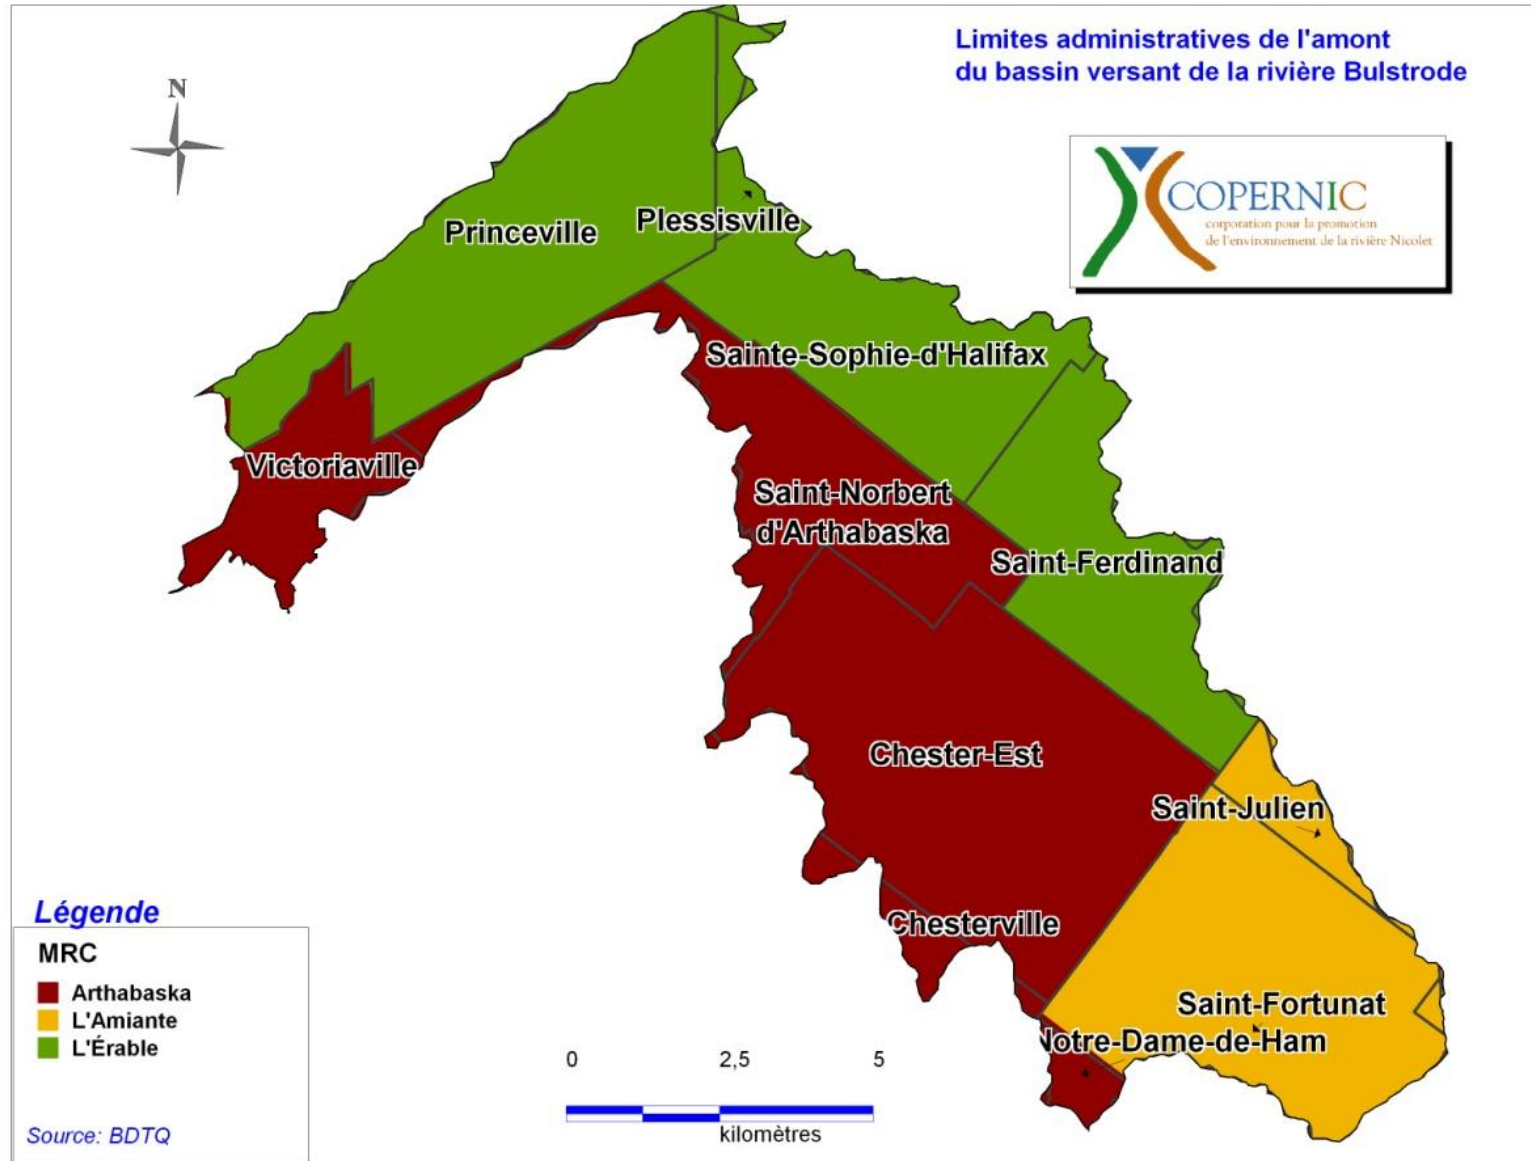 Limites administratives de l'amont
du bassin versant de la rivière Bulstrode
N
COPERNIC
corporation pour la promotion
de l'environnement de la rivière Nicolet
Princeville
Plessisville
Sainte-Sophie-d'Halifax
Victoriaville
Saint-Norbert
d'Arthabaska
Saint-Ferdinand
Chester-Est
Saint-Julien
Chesterville
Saint-Fortunat
Notre-Dame-de-Ham
Légende
MRC
Arthabaska
L'Amiante
L'Érable
0 2,5 5
kilomètres
Source: BDTQ